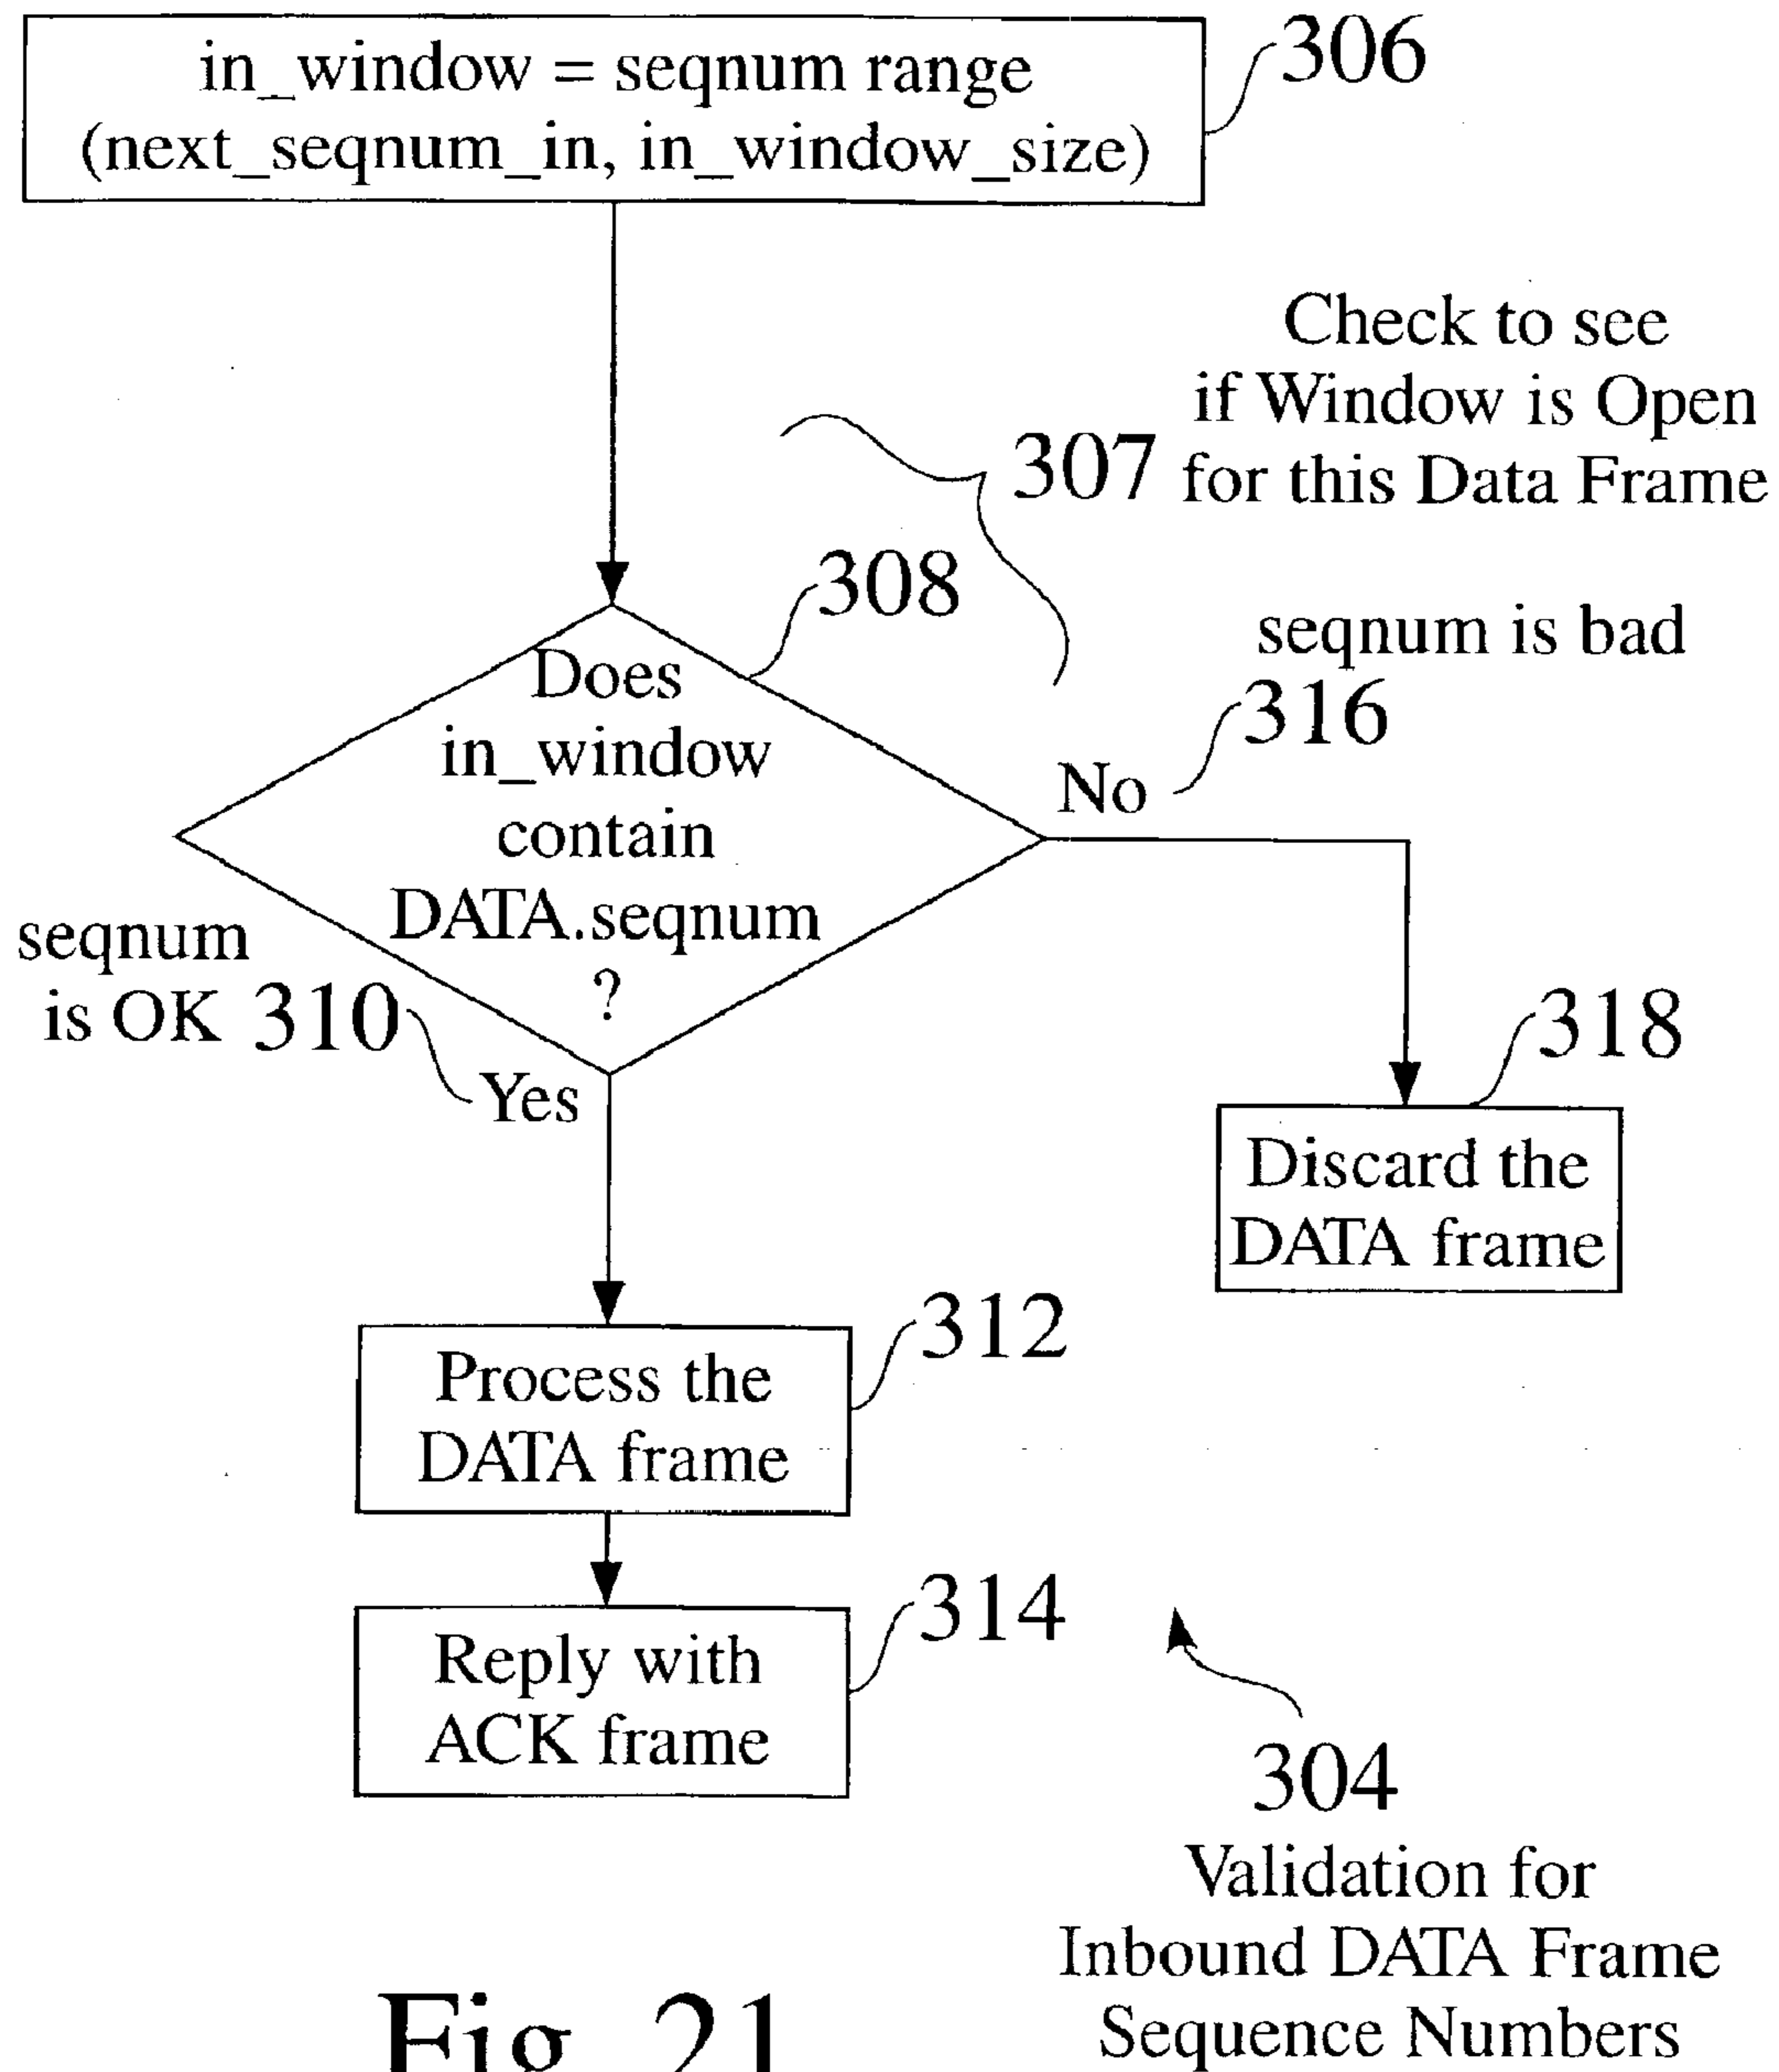 in_window = seqnum range
(next_seqnum_in, in_window_size)
306
Check to see
if Window is Open
307 for this Data Frame
308
seqnum is bad
316
No
Does
in_window
contain
DATA.seqnum
?
seqnum
is OK 310
Yes
318
Discard the
DATA frame
312
Process the
DATA frame
314
Reply with
ACK frame
304
Validation for
Inbound DATA Frame
Sequence Numbers
Fig. 21